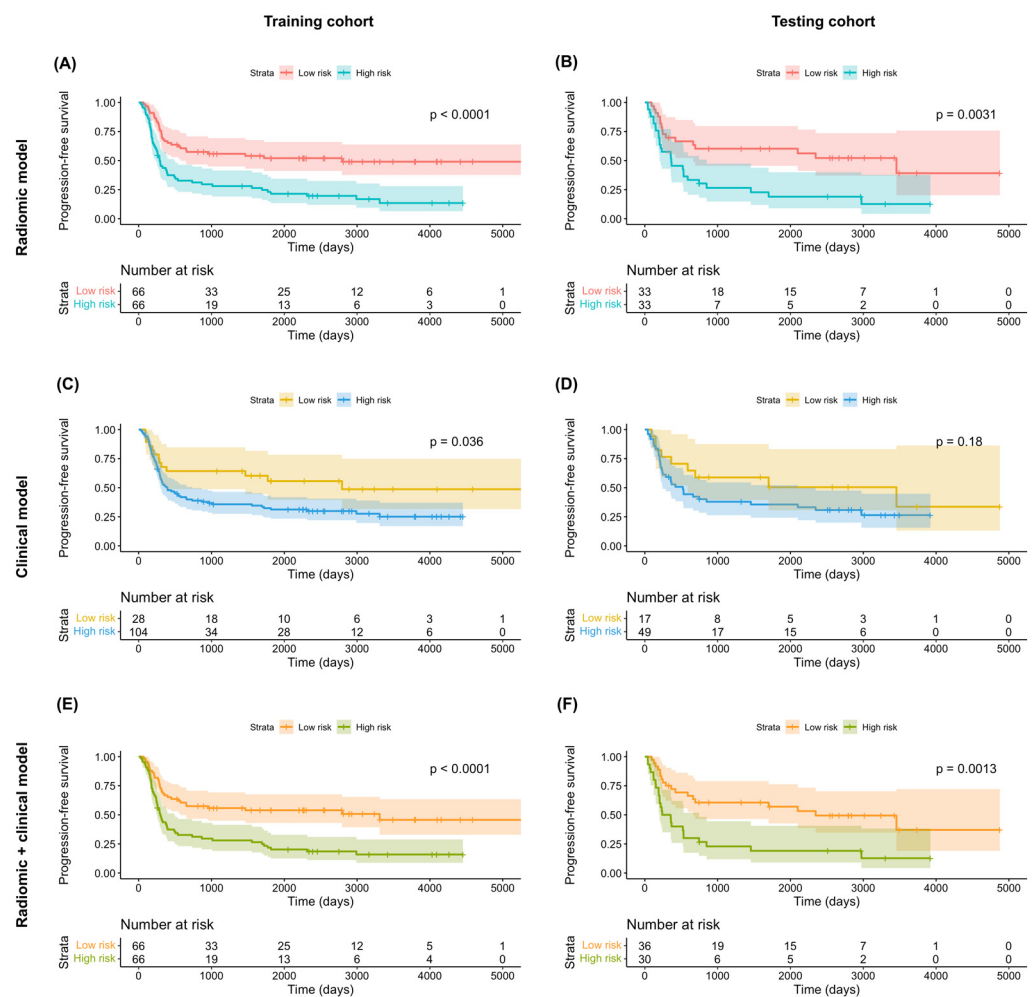 Training cohort
Testing cohort
Radiomic model
(A)
Strata Low risk High risk
Progression-free survival
1.00
0.75
0.50
0.25
0.00
p < 0.0001
0 1000 2000 3000 4000 5000
Time (days)
Number at risk
Strata
Low risk 66 33 25 12 6 1
High risk 66 19 13 6 3 0
0 1000 2000 3000 4000 5000
Time (days)
(B)
Strata Low risk High risk
Progression-free survival
1.00
0.75
0.50
0.25
0.00
p = 0.0031
0 1000 2000 3000 4000 5000
Time (days)
Number at risk
Strata
Low risk 33 18 15 7 1 0
High risk 33 7 5 2 0 0
0 1000 2000 3000 4000 5000
Time (days)
Clinical model
(C)
Strata Low risk High risk
Progression-free survival
1.00
0.75
0.50
0.25
0.00
p = 0.036
0 1000 2000 3000 4000 5000
Time (days)
Number at risk
Strata
Low risk 28 18 10 6 3 1
High risk 104 34 28 12 6 0
0 1000 2000 3000 4000 5000
Time (days)
(D)
Strata Low risk High risk
Progression-free survival
1.00
0.75
0.50
0.25
0.00
p = 0.18
0 1000 2000 3000 4000 5000
Time (days)
Number at risk
Strata
Low risk 17 8 5 3 1 0
High risk 49 17 15 6 0 0
0 1000 2000 3000 4000 5000
Time (days)
Radiomic + clinical model
(E)
Strata Low risk High risk
Progression-free survival
1.00
0.75
0.50
0.25
0.00
p < 0.0001
0 1000 2000 3000 4000 5000
Time (days)
Number at risk
Strata
Low risk 66 33 25 12 5 1
High risk 66 19 13 6 4 0
0 1000 2000 3000 4000 5000
Time (days)
(F)
Strata Low risk High risk
Progression-free survival
1.00
0.75
0.50
0.25
0.00
p = 0.0013
0 1000 2000 3000 4000 5000
Time (days)
Number at risk
Strata
Low risk 36 19 15 7 1 0
High risk 30 6 5 2 0 0
0 1000 2000 3000 4000 5000
Time (days)